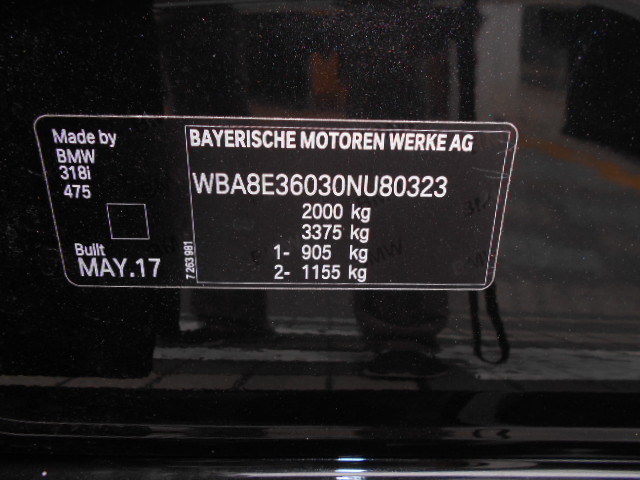 Made by
BMW
318i
475
Built
MAY.17
7 263 981
BAYERISCHE MOTOREN WERKE AG
WBA8E36030NU80323
2000 kg
3375 kg
1- 905 kg
2- 1155 kg